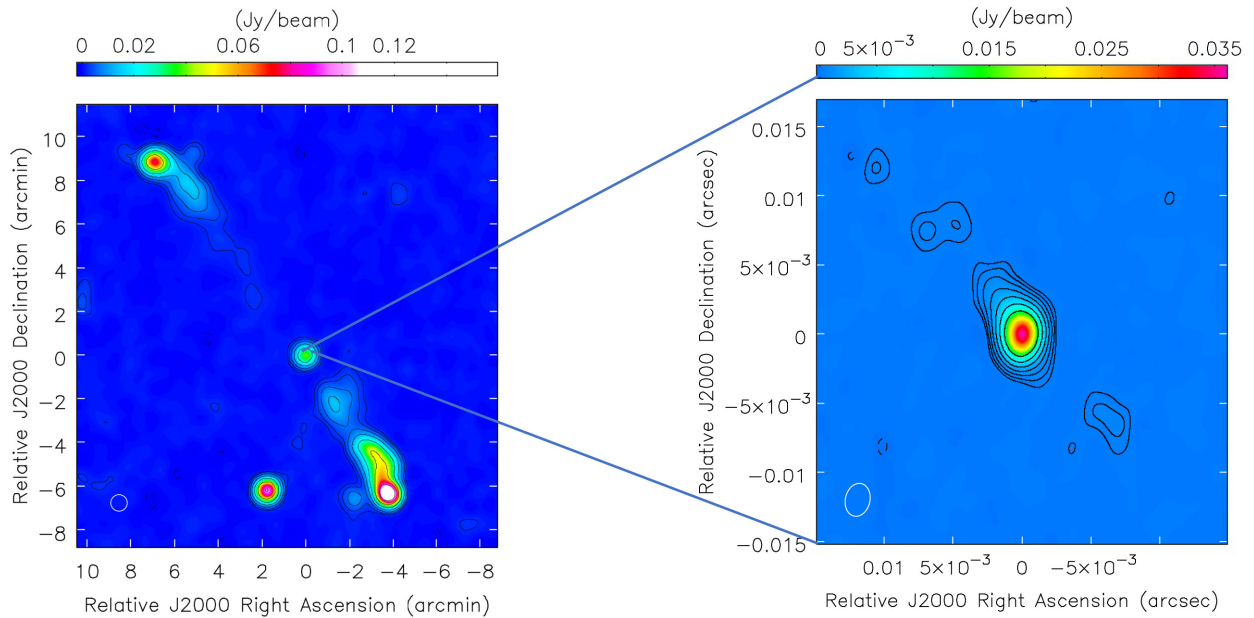 (Jy/beam)
0 0.02 0.06 0.1 0.12
10
8
6
4
2
0
−2
−4
−6
−8
Relative J2000 Declination (arcmin)
10 8 6 4 2 0 −2 −4 −6 −8
Relative J2000 Right Ascension (arcmin)
(Jy/beam)
0 5×10⁻³ 0.015 0.025 0.035
0.015
0.01
5×10⁻³
0
−5×10⁻³
−0.01
−0.015
Relative J2000 Declination (arcsec)
0.01 5×10⁻³ 0 −5×10⁻³
Relative J2000 Right Ascension (arcsec)